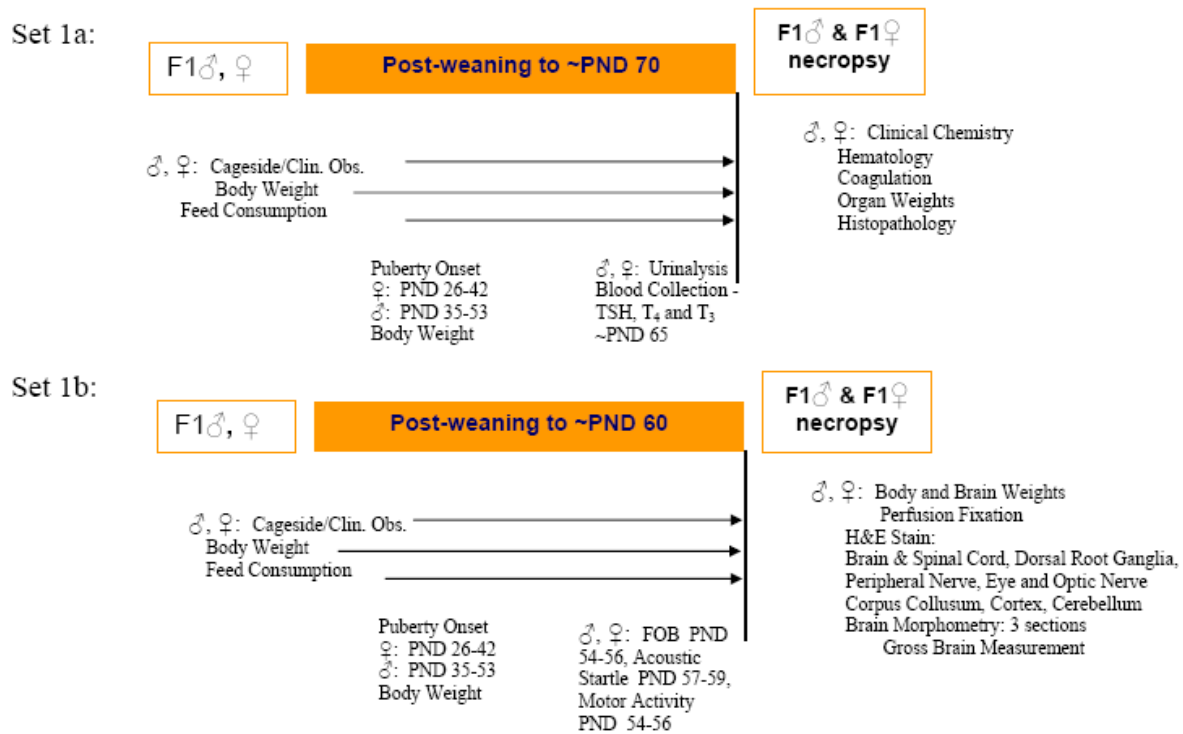 Set 1a:
F1♂, ♀
Post-weaning to ~PND 70
F1♂ & F1♀
necropsy
♂, ♀: Cageside/Clin. Obs.
Body Weight
Feed Consumption
♂, ♀: Clinical Chemistry
Hematology
Coagulation
Organ Weights
Histopathology
Puberty Onset
♀: PND 26-42
♂: PND 35-53
Body Weight
♂, ♀: Urinalysis
Blood Collection -
TSH, T₄ and T₃
~PND 65
Set 1b:
F1♂, ♀
Post-weaning to ~PND 60
F1♂ & F1♀
necropsy
♂, ♀: Cageside/Clin. Obs.
Body Weight
Feed Consumption
♂, ♀: Body and Brain Weights
Perfusion Fixation
H&E Stain:
Brain & Spinal Cord, Dorsal Root Ganglia,
Peripheral Nerve, Eye and Optic Nerve
Corpus Collusum, Cortex, Cerebellum
Brain Morphometry: 3 sections
Gross Brain Measurement
Puberty Onset
♀: PND 26-42
♂: PND 35-53
Body Weight
♂, ♀: FOB PND
54-56, Acoustic
Startle PND 57-59,
Motor Activity
PND 54-56